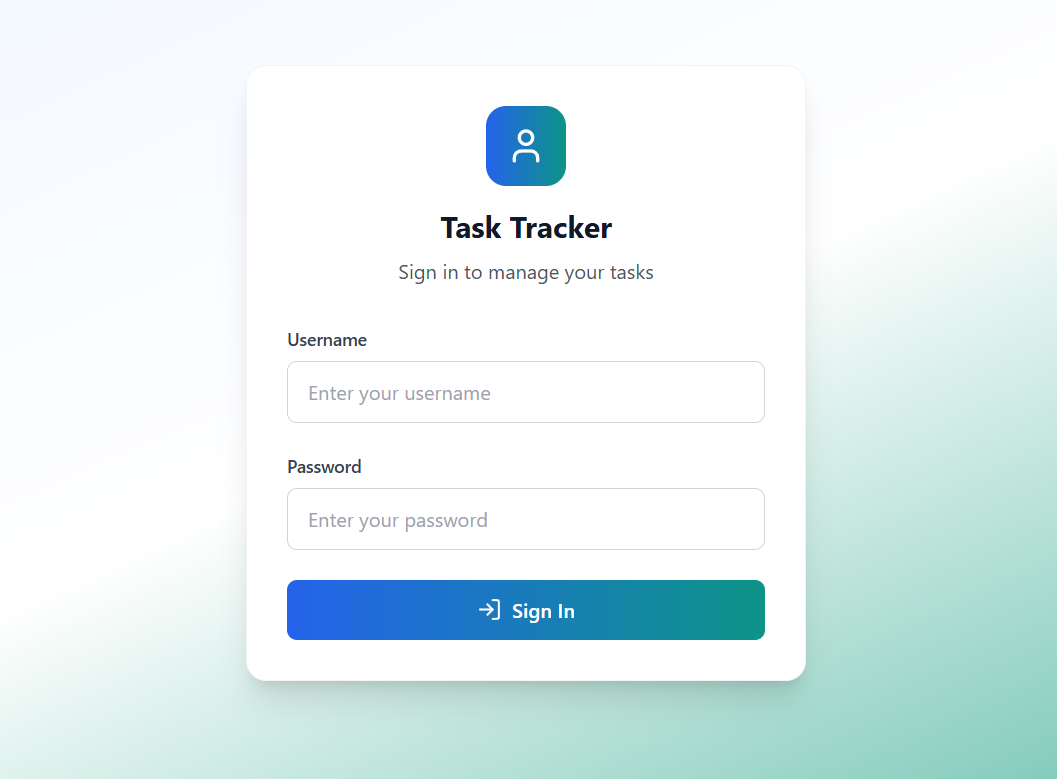 Task Tracker
Sign in to manage your tasks
Username
Enter your username
Password
Enter your password
Sign In